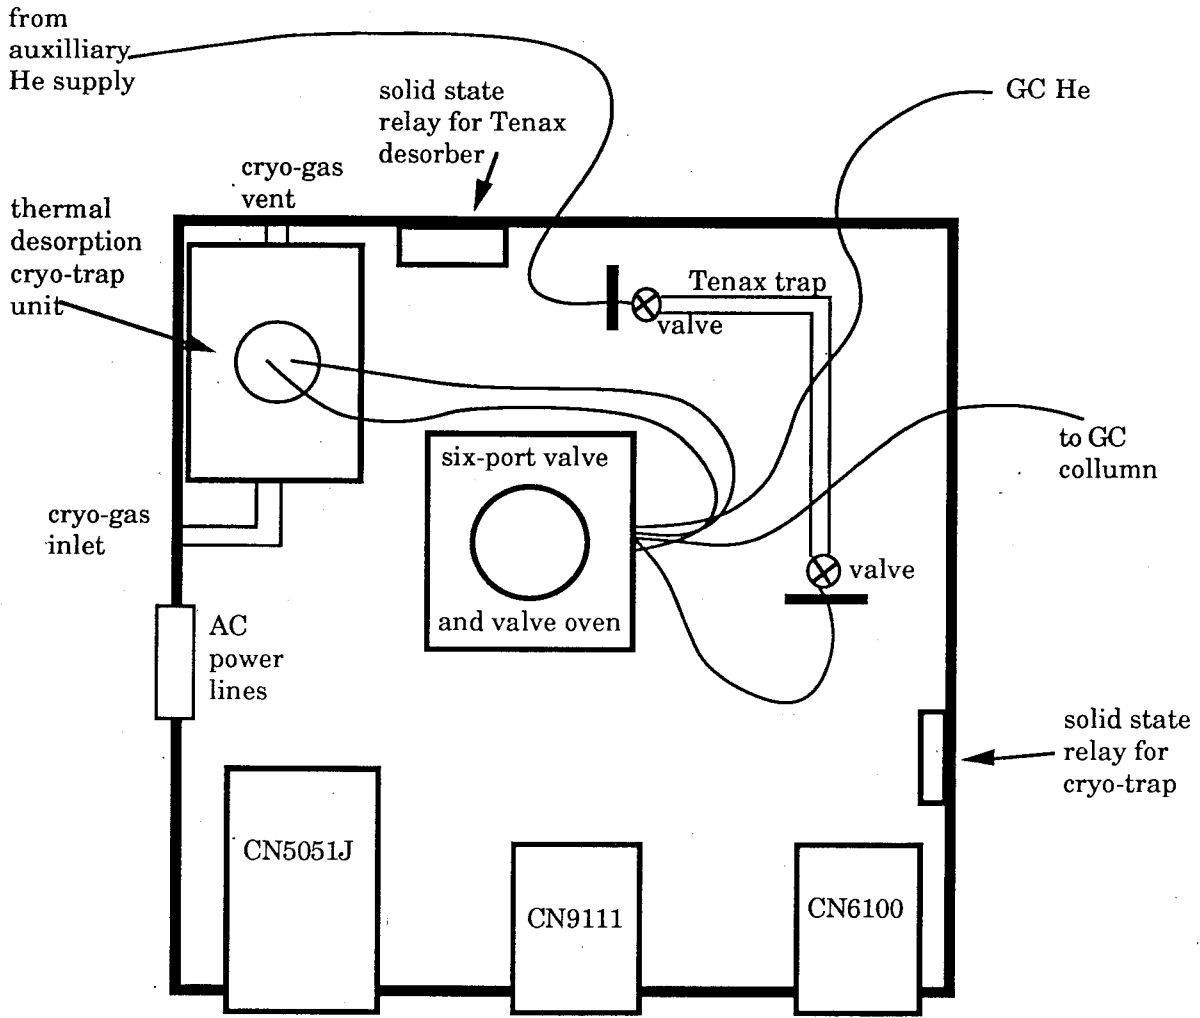 from
auxilliary
He supply
solid state
relay for Tenax
desorber
GC He
cryo-gas
vent
thermal
desorption
cryo-trap
unit
Tenax trap
valve
to GC
collumn
six-port valve
and valve oven
cryo-gas
inlet
valve
AC
power
lines
solid state
relay for
cryo-trap
CN5051J
CN9111
CN6100